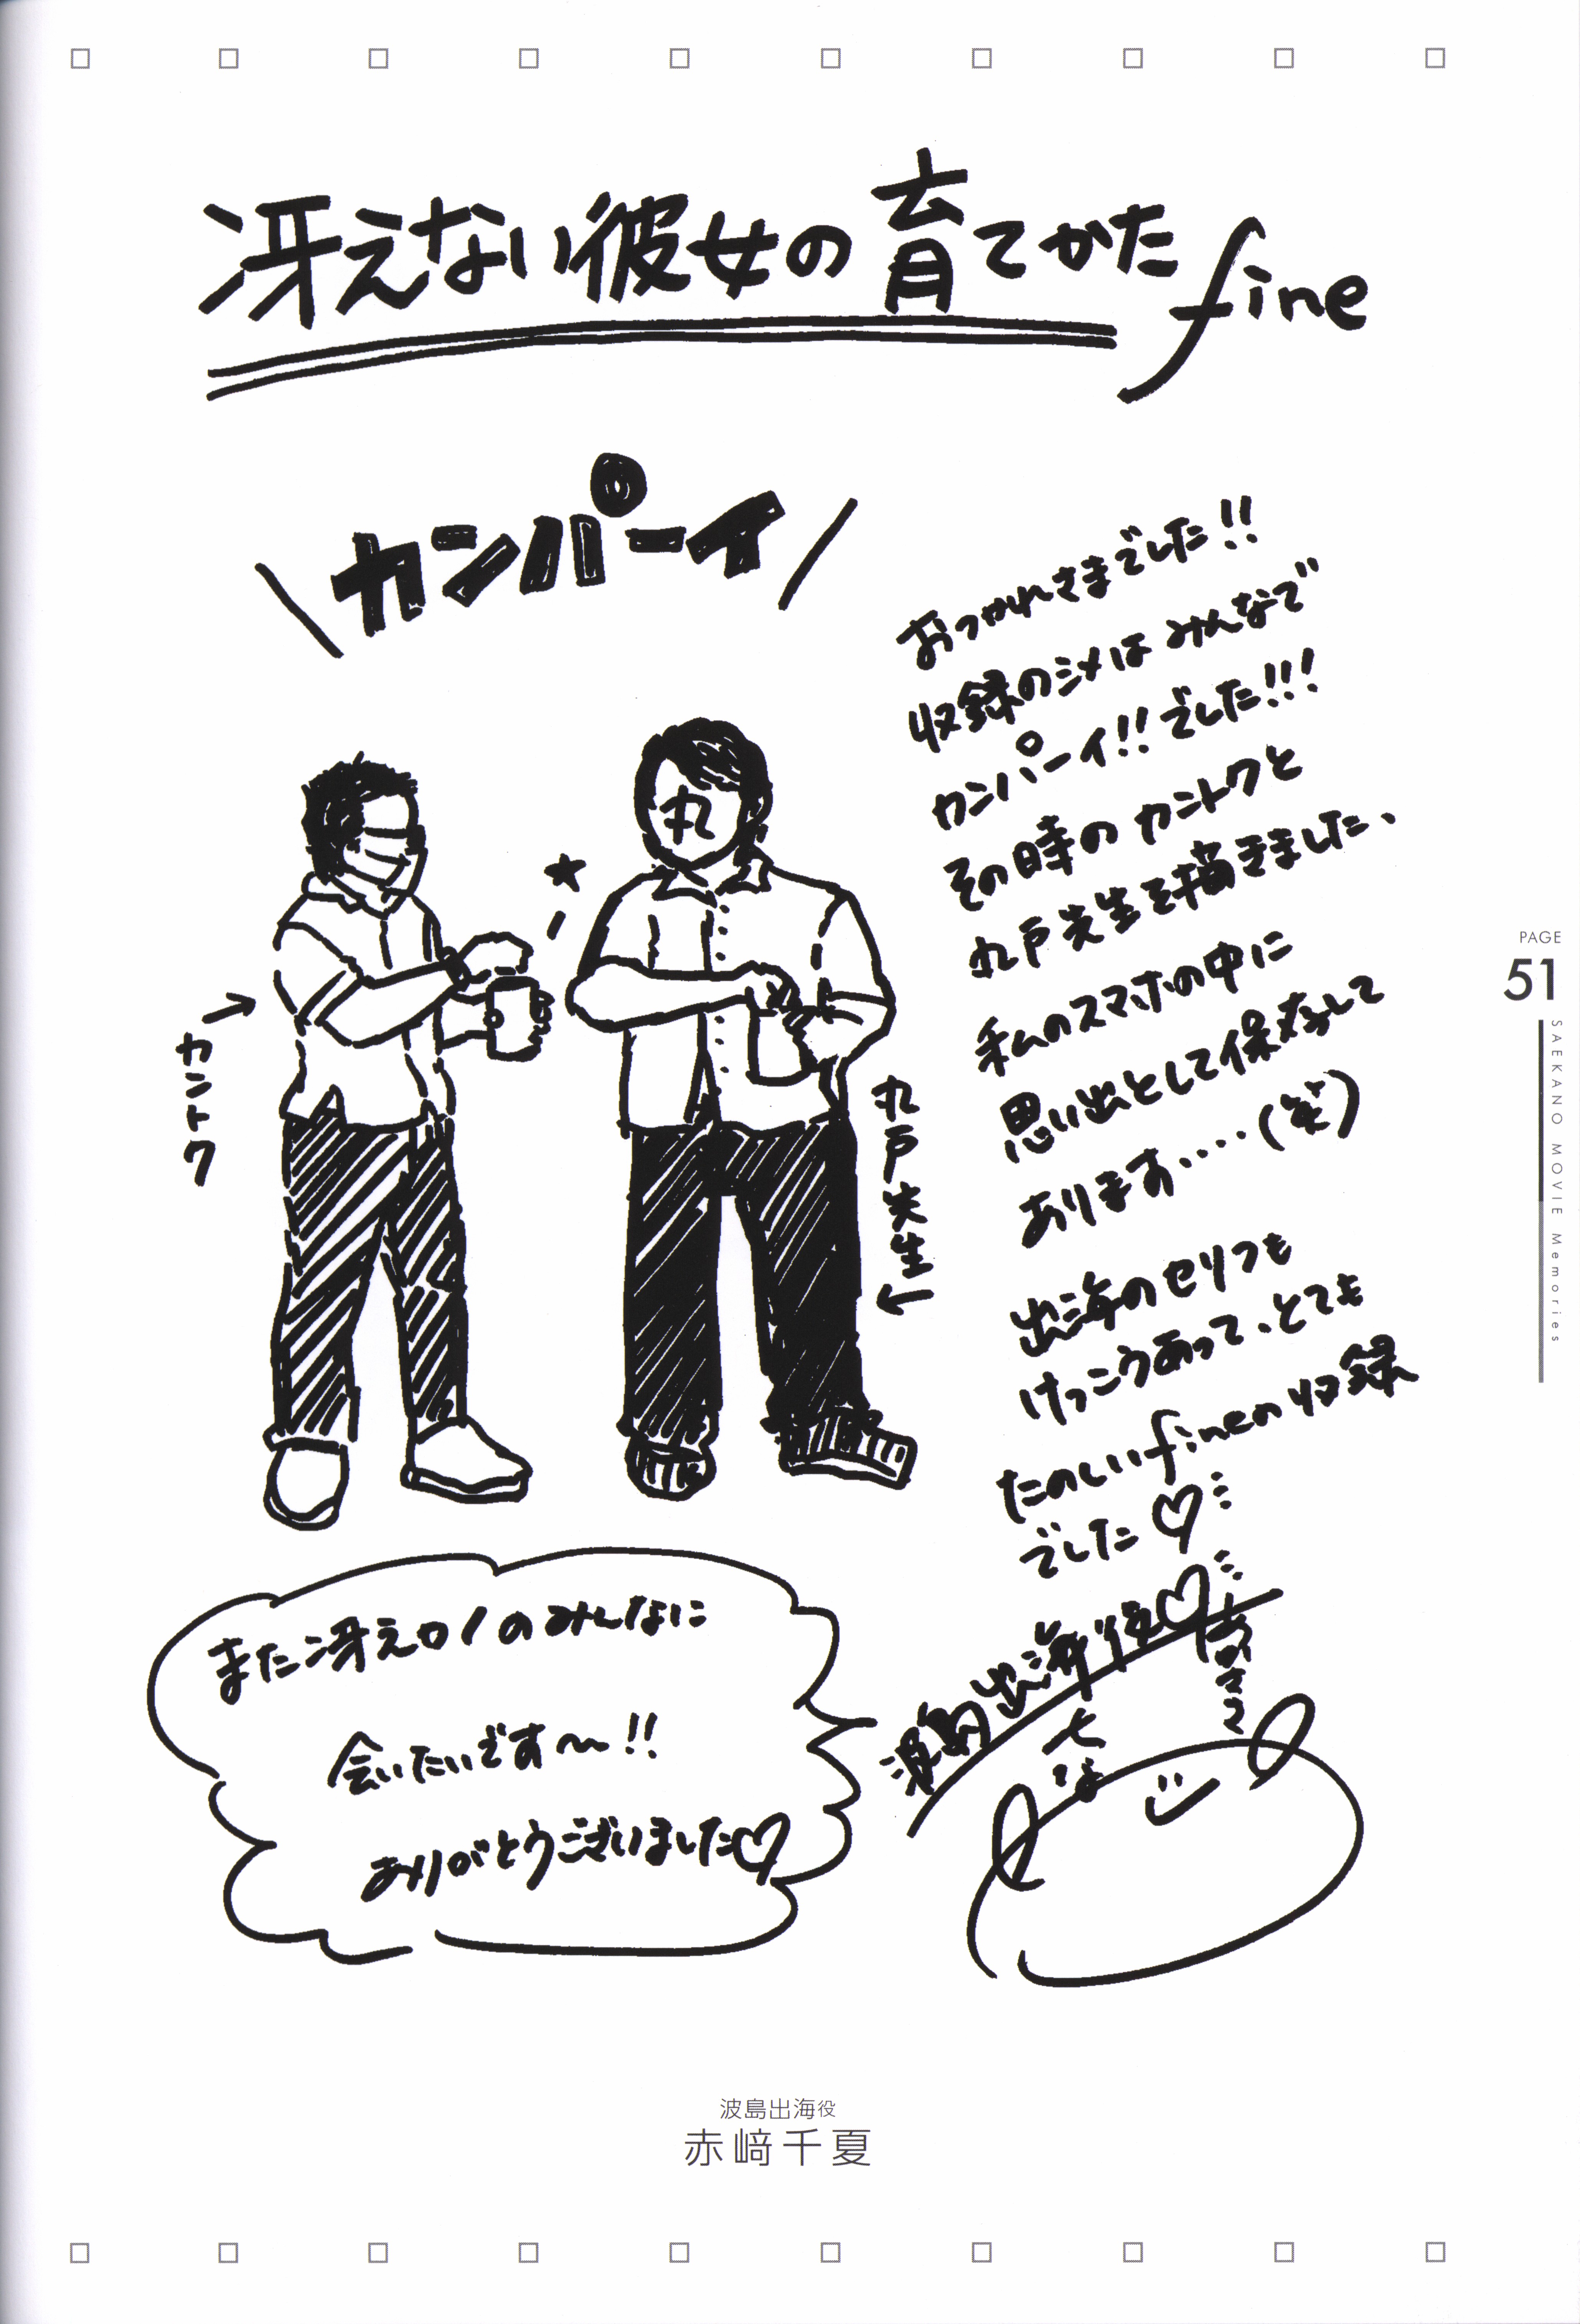 冴えない彼女の育てかた fine
カンパーイ
おつかれさまでした!!
収録のシメはみんなで
カンパーイ!!でした!!!
その時のカントクと
丸戸先生を描きました、
私のスマホの中に
思い出として保存して
あります‥‥(笑)
出海のセリフも
けっこうあって、とても
たのしいfineの収録
でした♡
丸
カントク
丸戸先生
また冴えカノのみんなに
会いたいです〜!!
ありがとうございました♡
波島出海役♡
PAGE
51
SAEKANO MOVIE Memories
波島出海役
赤﨑千夏